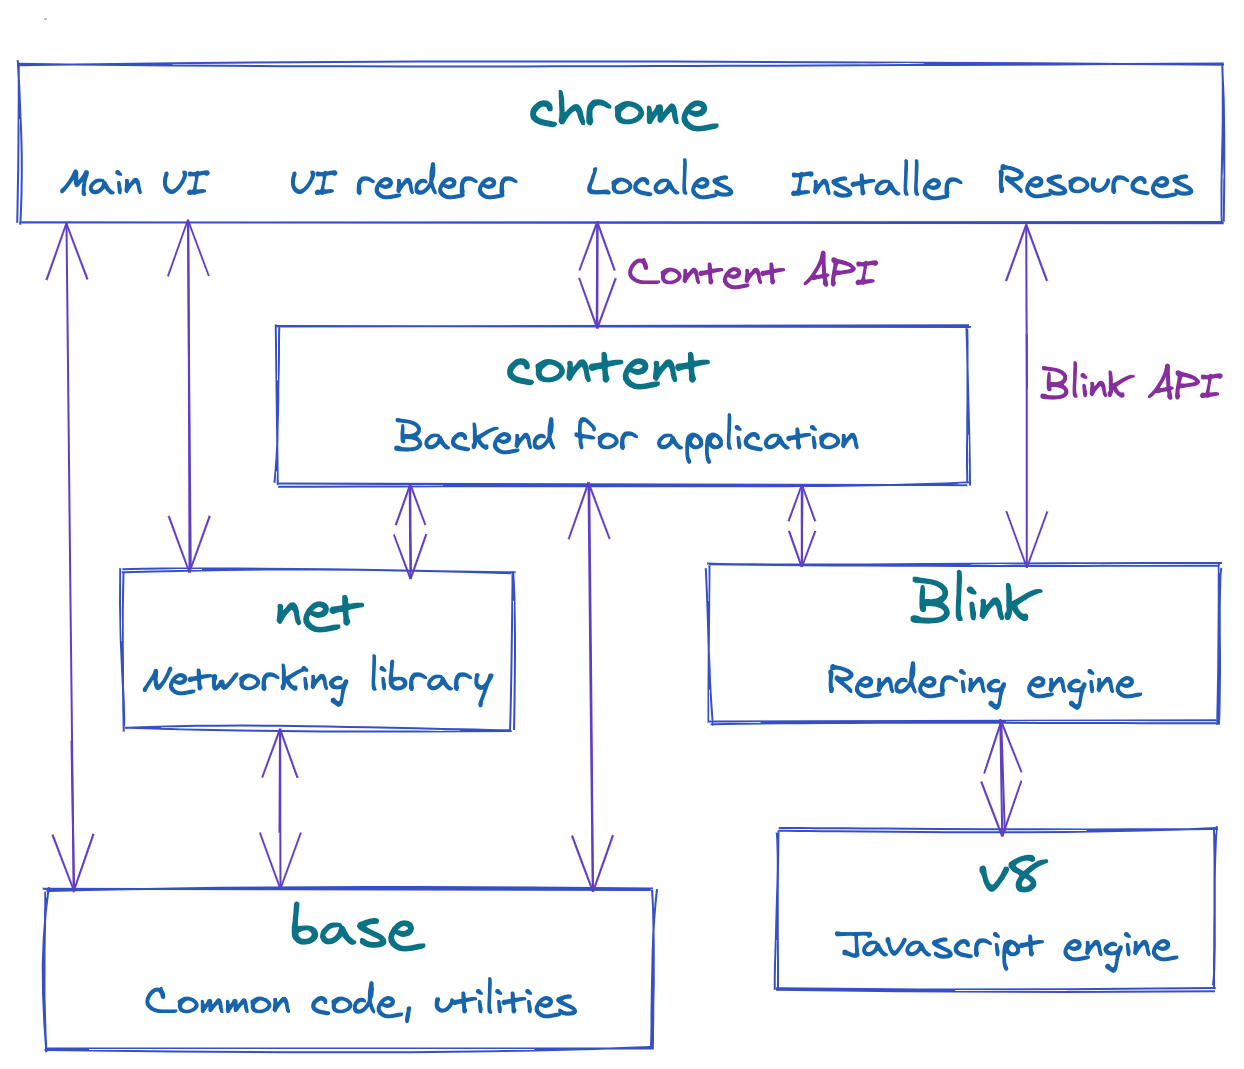 chrome
Main UI UI renderer Locales Installer Resources
Content API
content
Blink API
Backend for application
net
Blink
Networking library
Rendering engine
v8
base
Javascript engine
Common code, utilities